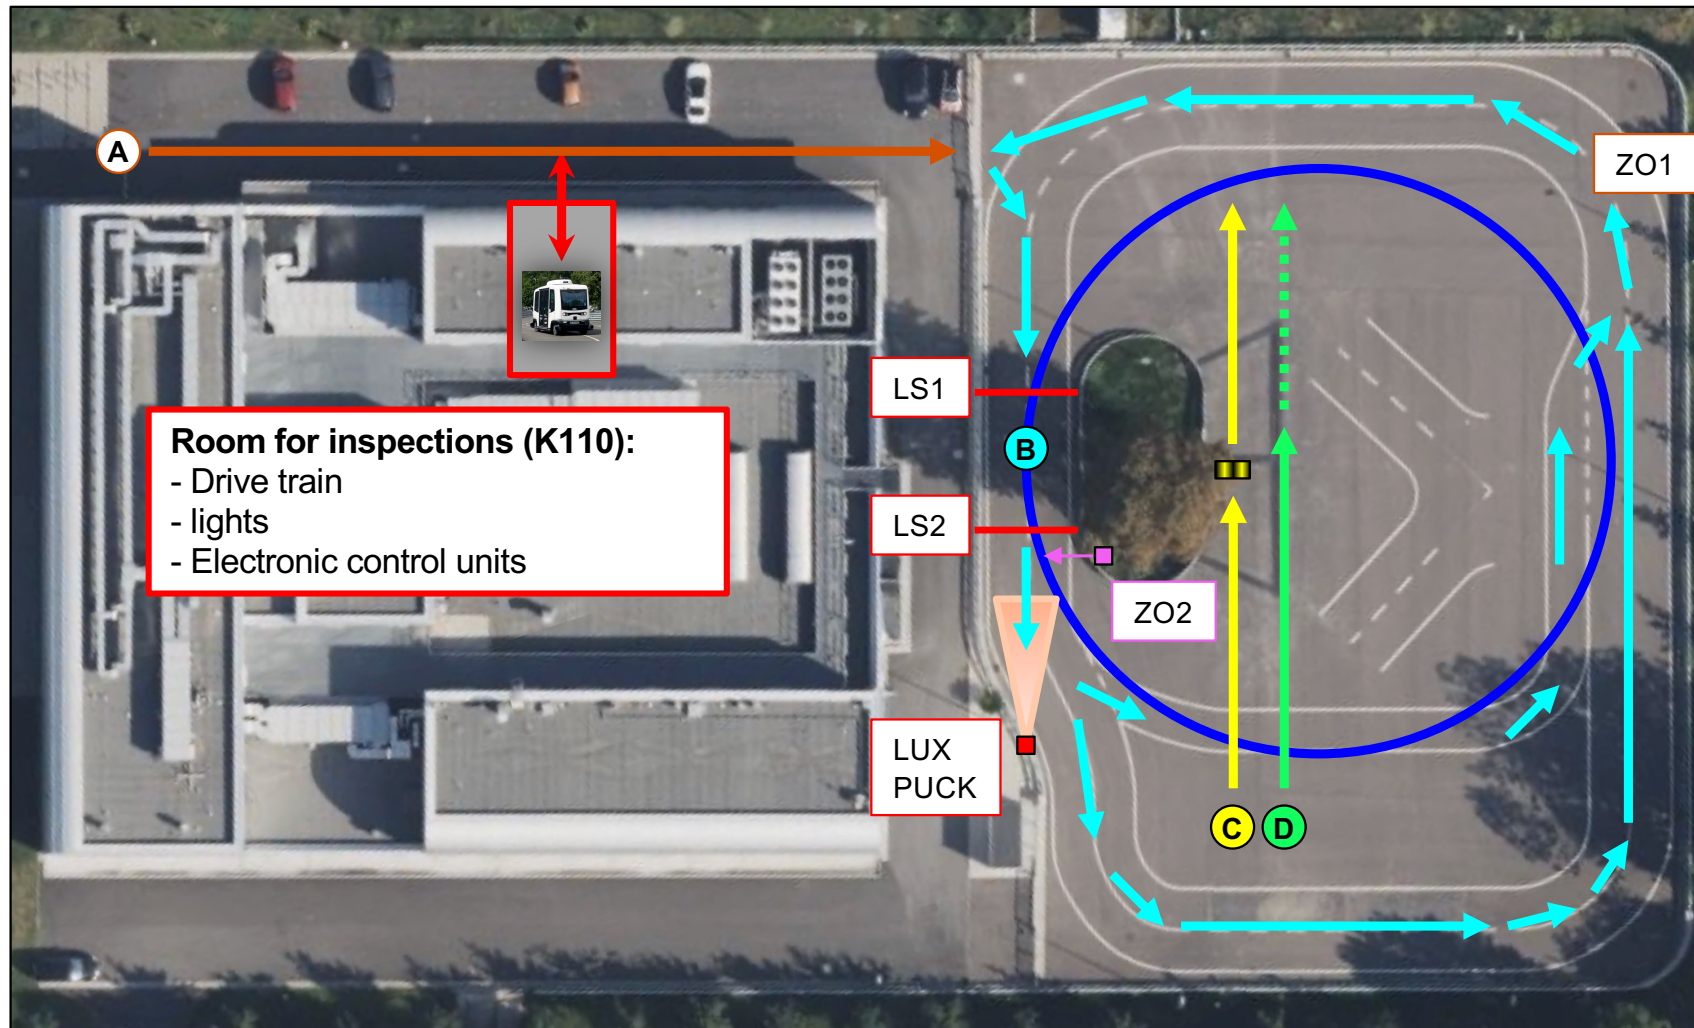 A
ZO1
LS1
B
Room for inspections (K110):
- Drive train
- lights
- Electronic control units
LS2
ZO2
LUX
PUCK
C
D